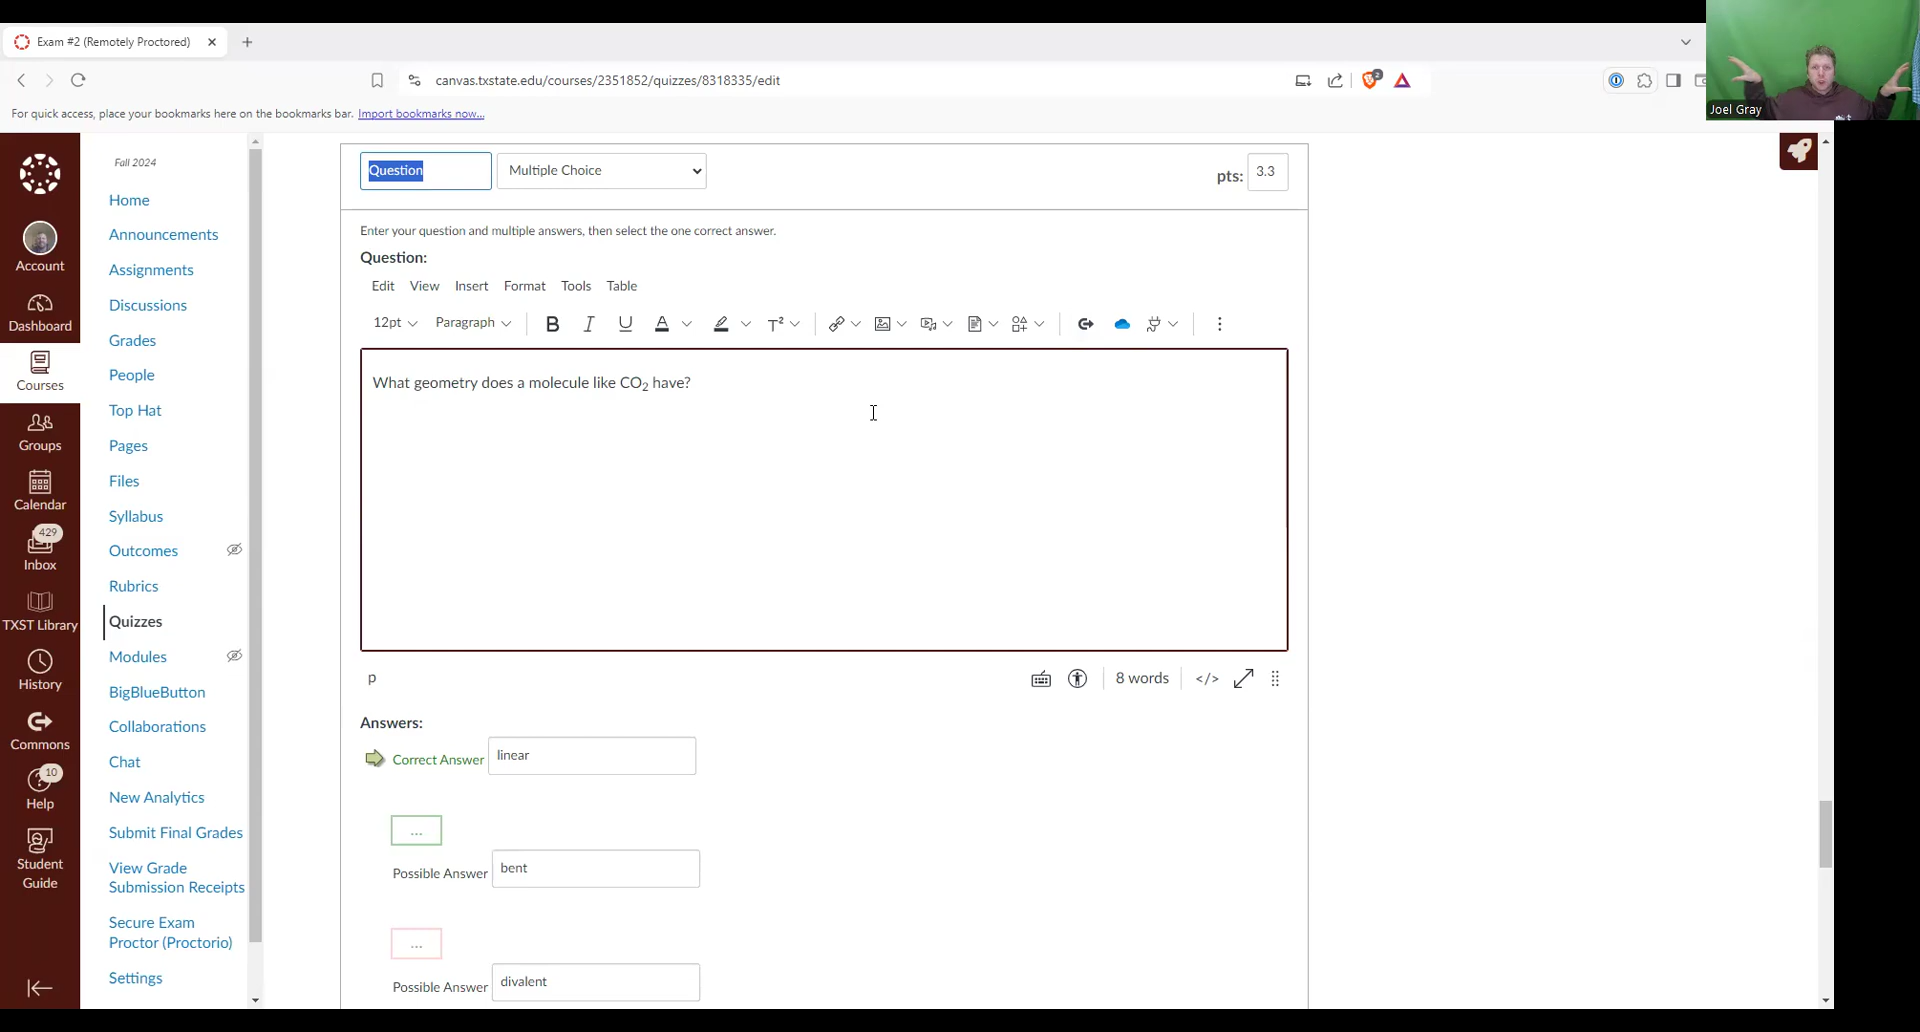 Exam #2 (Remotely Proctored)
canvas.txstate.edu/courses/2351852/quizzes/8318335/edit
2
For quick access, place your bookmarks here on the bookmarks bar. Import bookmarks now...
Joel Gray
Account
Dashboard
Courses
Groups
Calendar
429
Inbox
TXST Library
History
Commons
10
Help
Student
Guide
Fall 2024
Home
Announcements
Assignments
Discussions
Grades
People
Top Hat
Pages
Files
Syllabus
Outcomes
Rubrics
Quizzes
Modules
BigBlueButton
Collaborations
Chat
New Analytics
Submit Final Grades
View Grade
Submission Receipts
Secure Exam
Proctor (Proctorio)
Settings
Question Multiple Choice pts: 3.3
Enter your question and multiple answers, then select the one correct answer.
Question:
Edit View Insert Format Tools Table
12pt Paragraph B I U A T²
What geometry does a molecule like CO₂ have?
p 8 words </>
Answers:
Correct Answer linear
...
Possible Answer bent
...
Possible Answer divalent